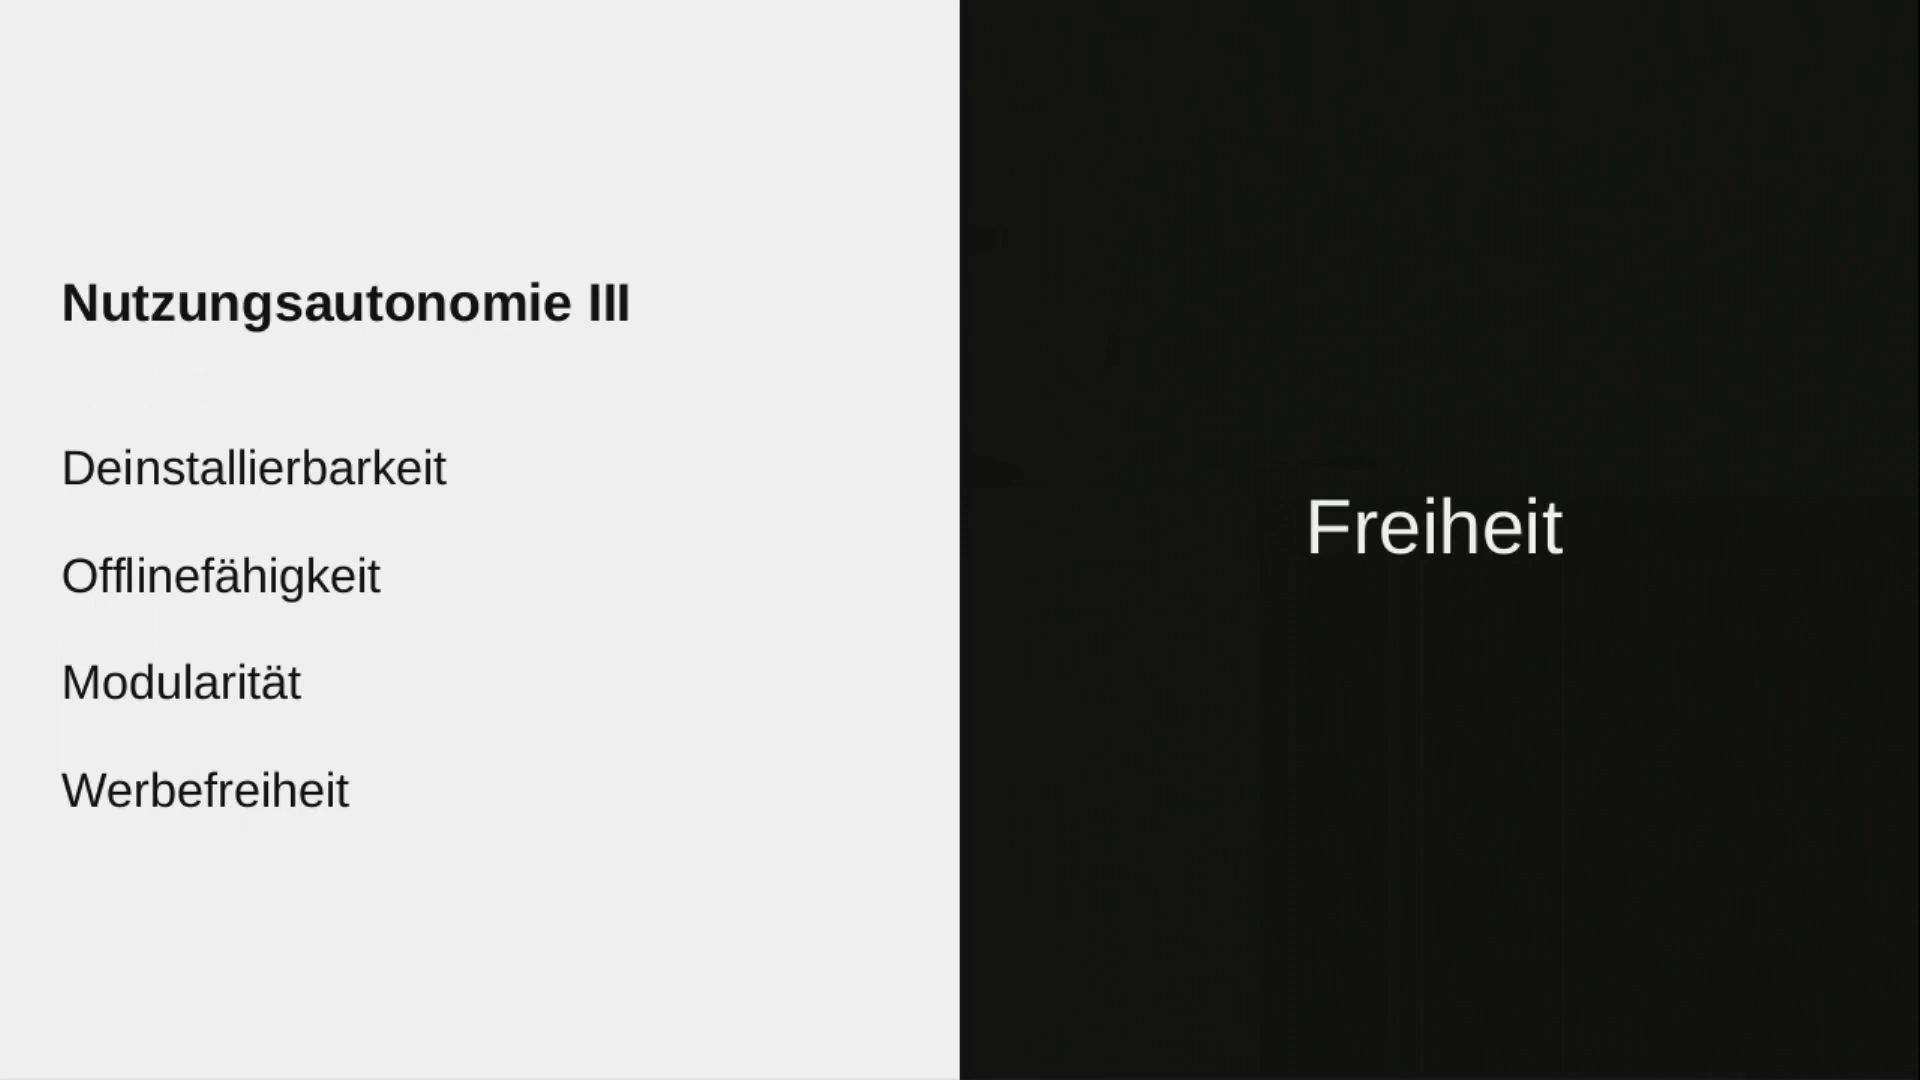 Nutzungsautonomie III
Deinstallierbarkeit
Offlinefähigkeit
Modularität
Werbefreiheit
Freiheit